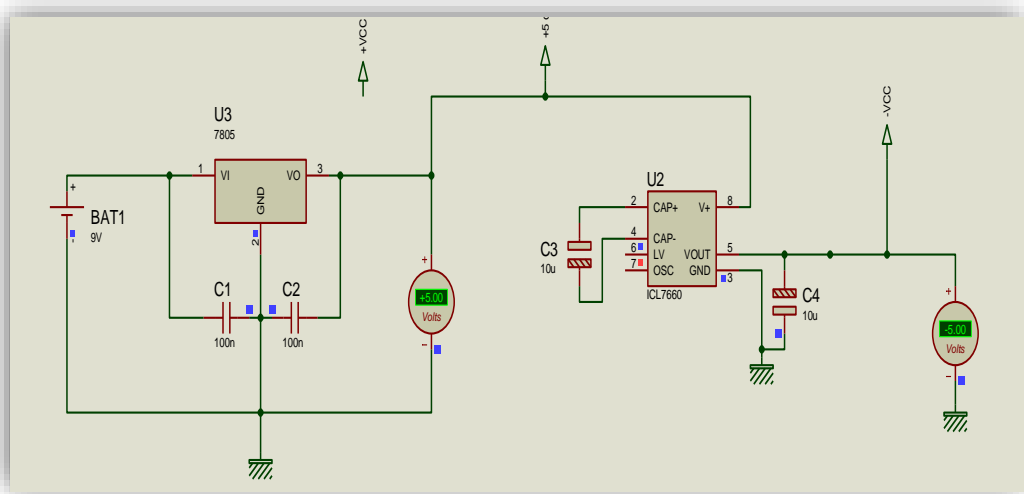 +VCC
+5
-VCC
U3
7805
1
VI
VO
3
GND
2
+
-
BAT1
9V
C1
100n
C2
100n
+
+5.00
Volts
-
U2
2
CAP+
V+
8
4
CAP-
6
LV
VOUT
5
7
OSC
GND
3
ICL7660
C3
10u
C4
10u
+
-5.00
Volts
-